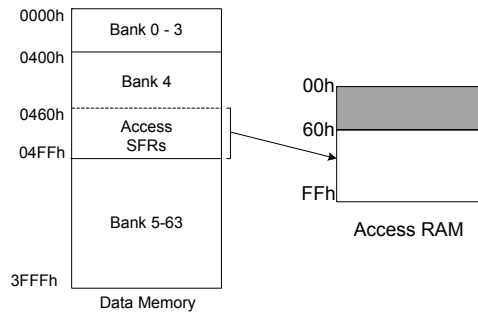 0000h
Bank 0 - 3
0400h
Bank 4
0460h
Access
SFRs
04FFh
Bank 5-63
3FFFh
Data Memory
00h
60h
FFh
Access RAM